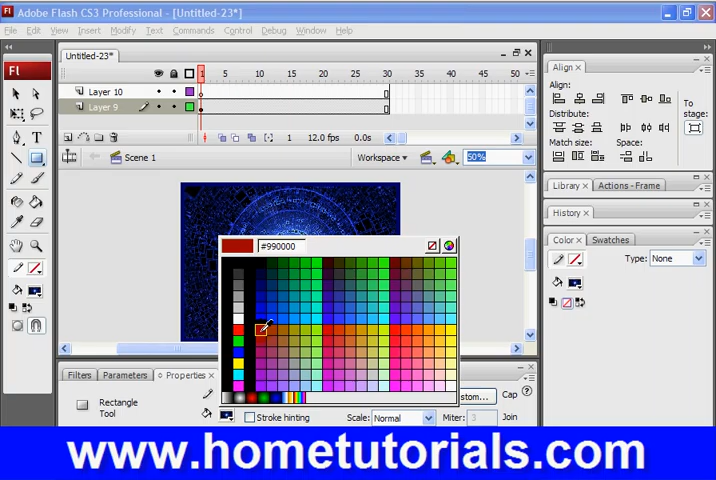 Adobe Flash CS3 Professional - [Untitled-23*]
File Edit View Insert Modify Text Commands Control Debug Window Help
Untitled-23*
1 5 10 15 20 25 30 35 40 45 50
Layer 10
Layer 9
1 12.0 fps 0.0s
Scene 1 Workspace 50%
Fl
Align
Align:
Distribute:
Match size: Space:
To stage:
Library Actions - Frame
History
Color Swatches
Type: None
#990000
Filters Parameters Properties
Rectangle
Tool
Stroke hinting Scale: Normal Miter: 3 Join
stom... Cap
www.hometutorials.com